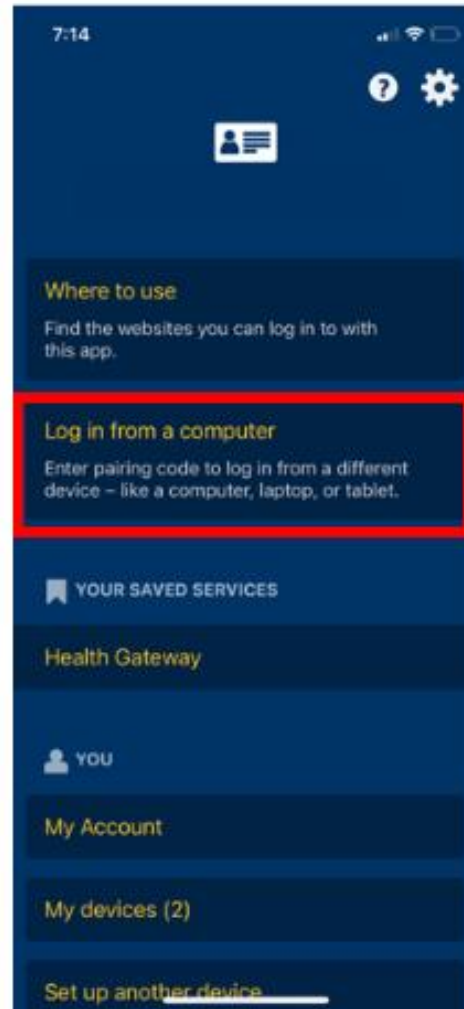 7:14
?
Where to use
Find the websites you can log in to with
this app.
Log in from a computer
Enter pairing code to log in from a different
device – like a computer, laptop, or tablet.
YOUR SAVED SERVICES
Health Gateway
YOU
My Account
My devices (2)
Set up another device